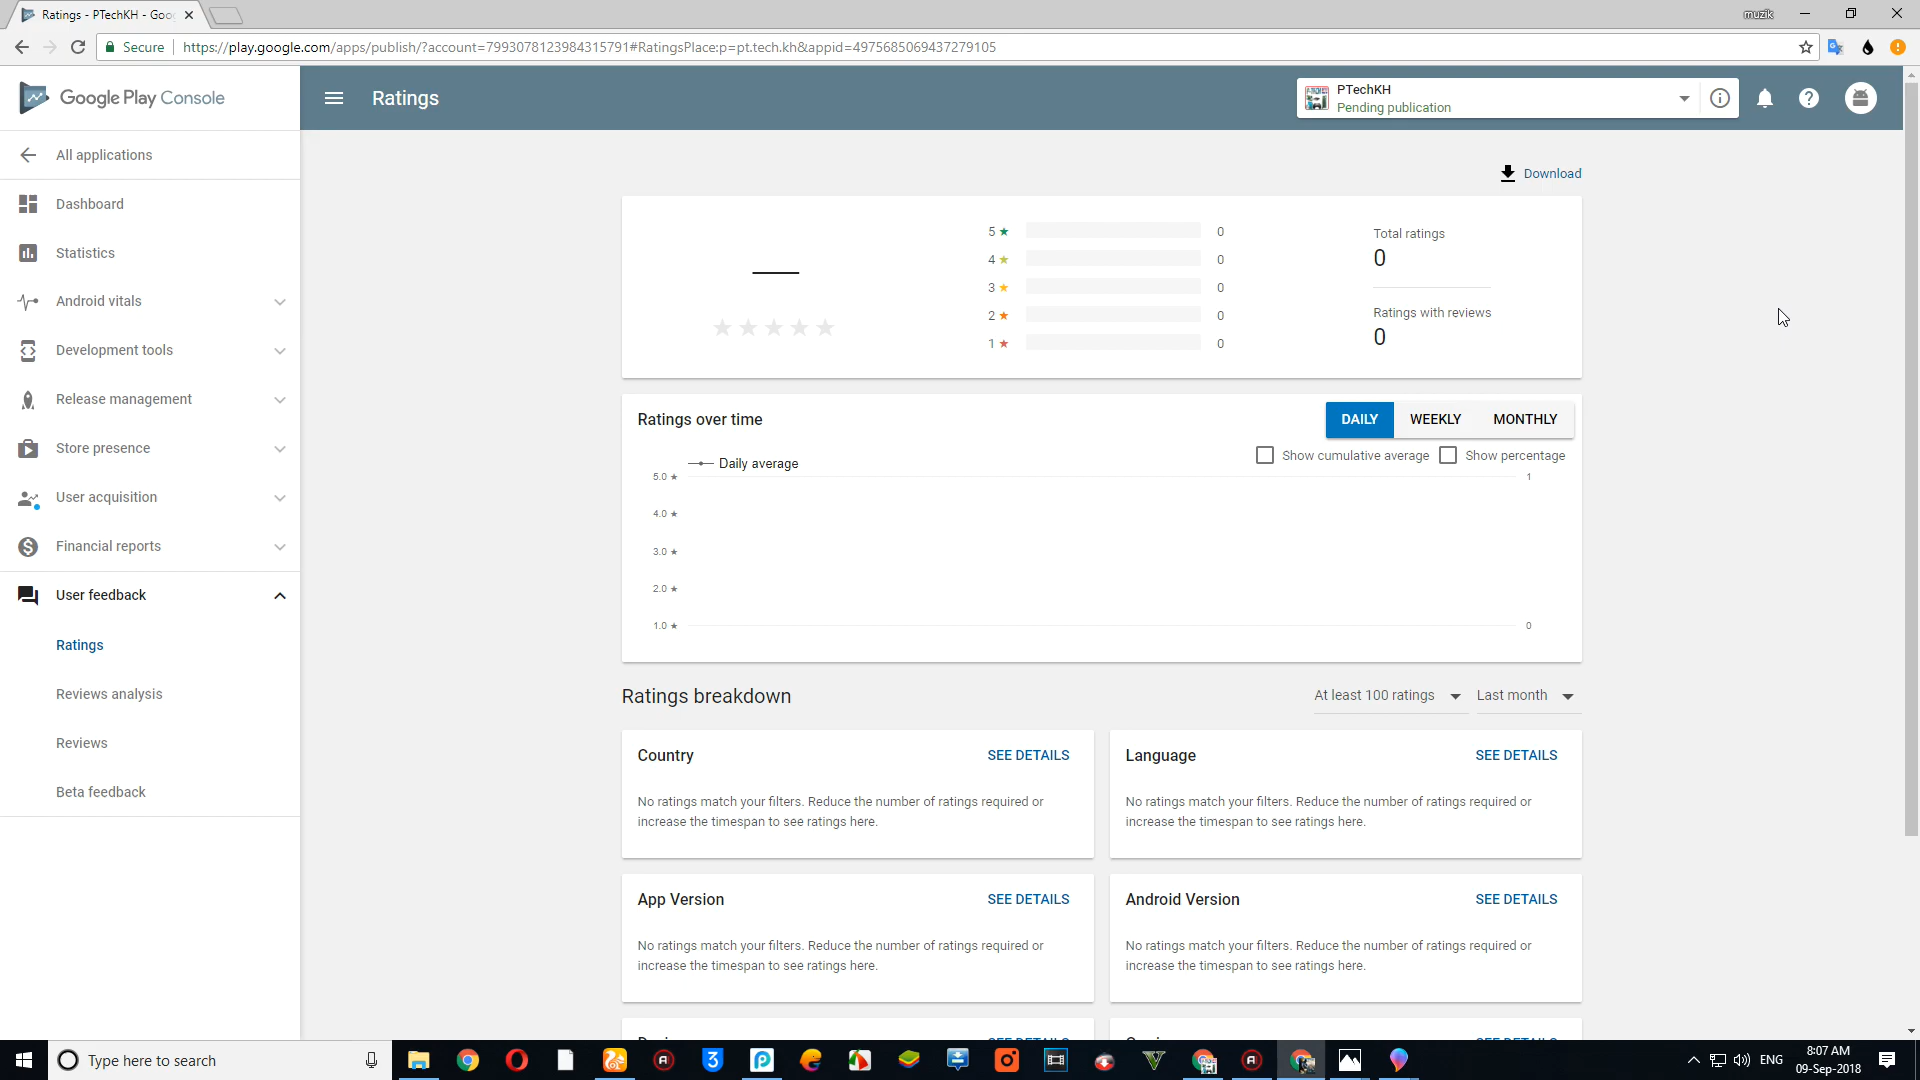 Ratings - PTechKH - Goo
muzik
Secure
https://play.google.com/apps/publish/?account=7993078123984315791#RatingsPlace:p=pt.tech.kh&appid=4975685069437279105
Google Play Console
Ratings
PTechKH
Pending publication
All applications
Dashboard
Statistics
Android vitals
Development tools
Release management
Store presence
User acquisition
Financial reports
User feedback
Ratings
Reviews analysis
Reviews
Beta feedback
Download
5 ★ 0
4 ★ 0
3 ★ 0
2 ★ 0
1 ★ 0
Total ratings
0
Ratings with reviews
0
Ratings over time
DAILY WEEKLY MONTHLY
Show cumulative average Show percentage
Daily average
5.0 ★ 1
4.0 ★
3.0 ★
2.0 ★
1.0 ★ 0
Ratings breakdown
At least 100 ratings Last month
Country SEE DETAILS
No ratings match your filters. Reduce the number of ratings required or
increase the timespan to see ratings here.
Language SEE DETAILS
No ratings match your filters. Reduce the number of ratings required or
increase the timespan to see ratings here.
App Version SEE DETAILS
No ratings match your filters. Reduce the number of ratings required or
increase the timespan to see ratings here.
Android Version SEE DETAILS
No ratings match your filters. Reduce the number of ratings required or
increase the timespan to see ratings here.
Type here to search
ENG
8:07 AM
09-Sep-2018